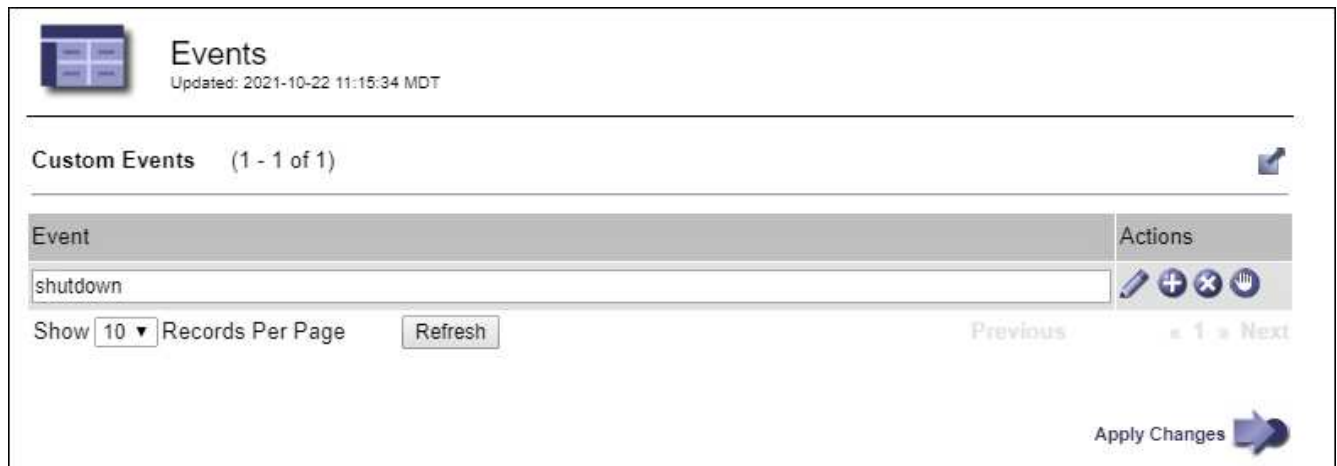 Events
Updated: 2021-10-22 11:15:34 MDT
Custom Events (1 - 1 of 1)
Event Actions
shutdown
Show 10 Records Per Page Refresh Previous « 1 » Next
Apply Changes